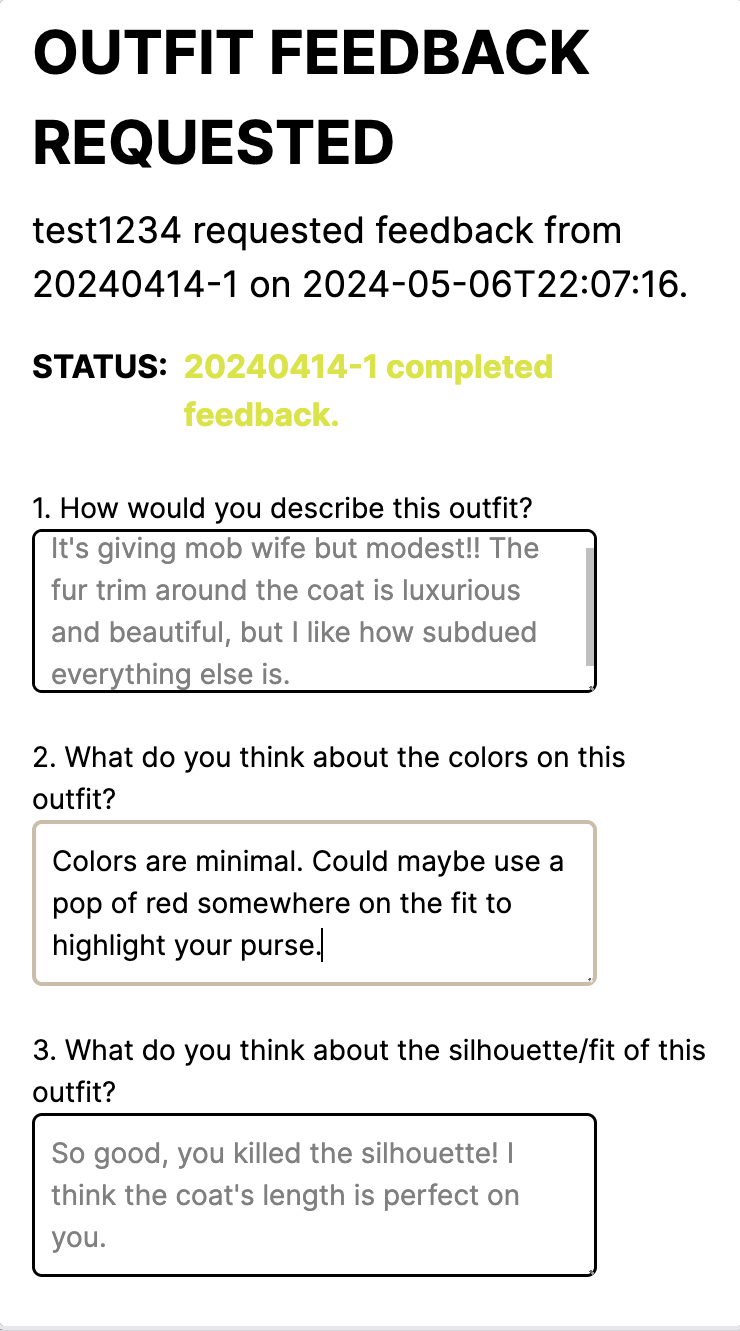 OUTFIT FEEDBACK
REQUESTED
test1234 requested feedback from
20240414-1 on 2024-05-06T22:07:16.
STATUS: 20240414-1 completed
feedback.
1. How would you describe this outfit?
It's giving mob wife but modest!! The
fur trim around the coat is luxurious
and beautiful, but I like how subdued
everything else is.
2. What do you think about the colors on this
outfit?
Colors are minimal. Could maybe use a
pop of red somewhere on the fit to
highlight your purse.
3. What do you think about the silhouette/fit of this
outfit?
So good, you killed the silhouette! I
think the coat's length is perfect on
you.